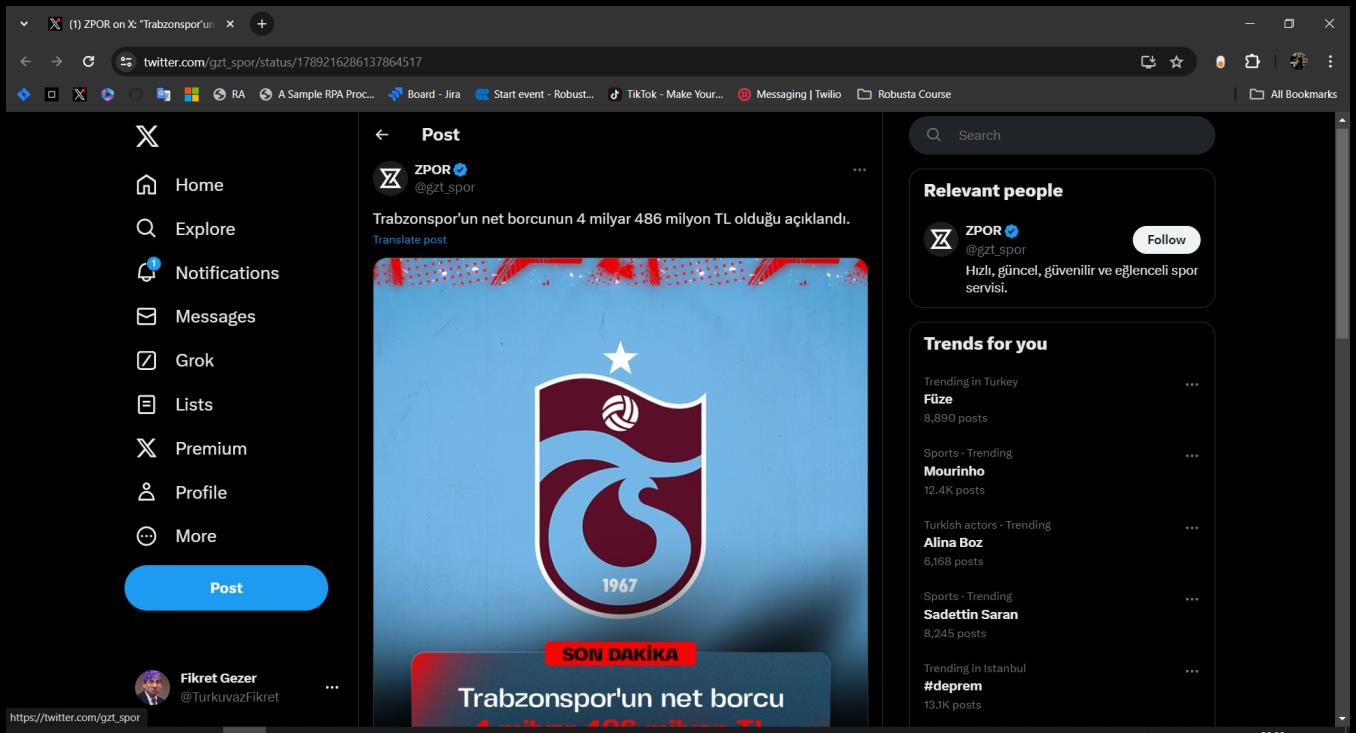 (1) ZPOR on X: "Trabzonspor'un
twitter.com/gzt_spor/status/1789216286137864517
RA
A Sample RPA Proc...
Board - Jira
Start event - Robust...
TikTok - Make Your...
Messaging | Twilio
Robusta Course
All Bookmarks
Home
Explore
1
Notifications
Messages
Grok
Lists
Premium
Profile
More
Post
Fikret Gezer
@TurkuvazFikret
https://twitter.com/gzt_spor
Post
ZPOR
@gzt_spor
Trabzonspor'un net borcunun 4 milyar 486 milyon TL olduğu açıklandı.
Translate post
1967
SON DAKİKA
Trabzonspor'un net borcu
4 milyar 486 milyon TL
Search
Relevant people
ZPOR
@gzt_spor
Follow
Hızlı, güncel, güvenilir ve eğlenceli spor
servisi.
Trends for you
Trending in Turkey
Füze
8,890 posts
Sports · Trending
Mourinho
12.4K posts
Turkish actors · Trending
Alina Boz
6,168 posts
Sports · Trending
Sadettin Saran
8,245 posts
Trending in Istanbul
#deprem
13.1K posts